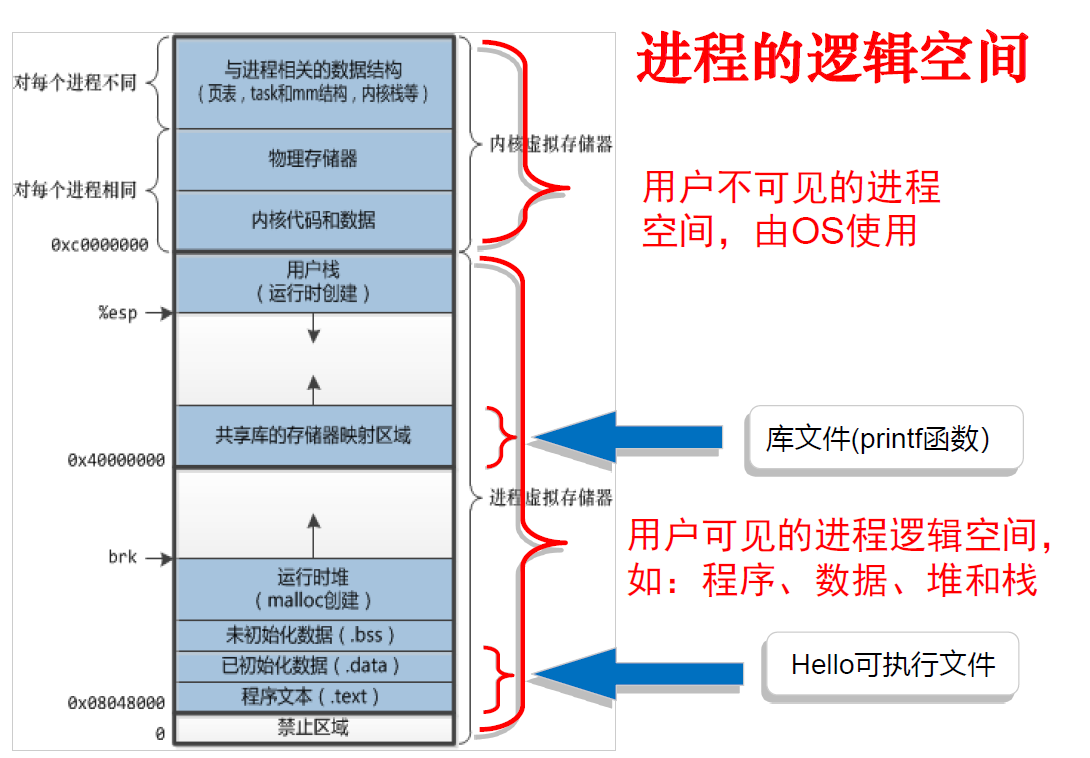 进程的逻辑空间
对每个进程不同
与进程相关的数据结构
（页表，task和mm结构，内核栈等）
内核虚拟存储器
物理存储器
对每个进程相同
用户不可见的进程
空间，由OS使用
内核代码和数据
0xc0000000
用户栈
（运行时创建）
%esp
共享库的存储器映射区域
库文件(printf函数)
0x40000000
进程虚拟存储器
用户可见的进程逻辑空间，
如：程序、数据、堆和栈
brk
运行时堆
（malloc创建）
未初始化数据（.bss）
已初始化数据（.data）
Hello可执行文件
程序文本（.text）
0x08048000
禁止区域
0